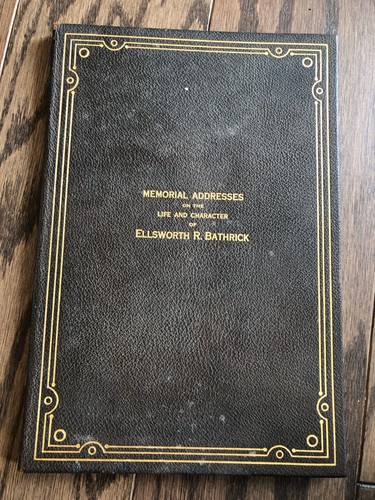 MEMORIAL ADDRESSES
ON THE
LIFE AND CHARACTER
OF
ELLSWORTH R. BATHRICK